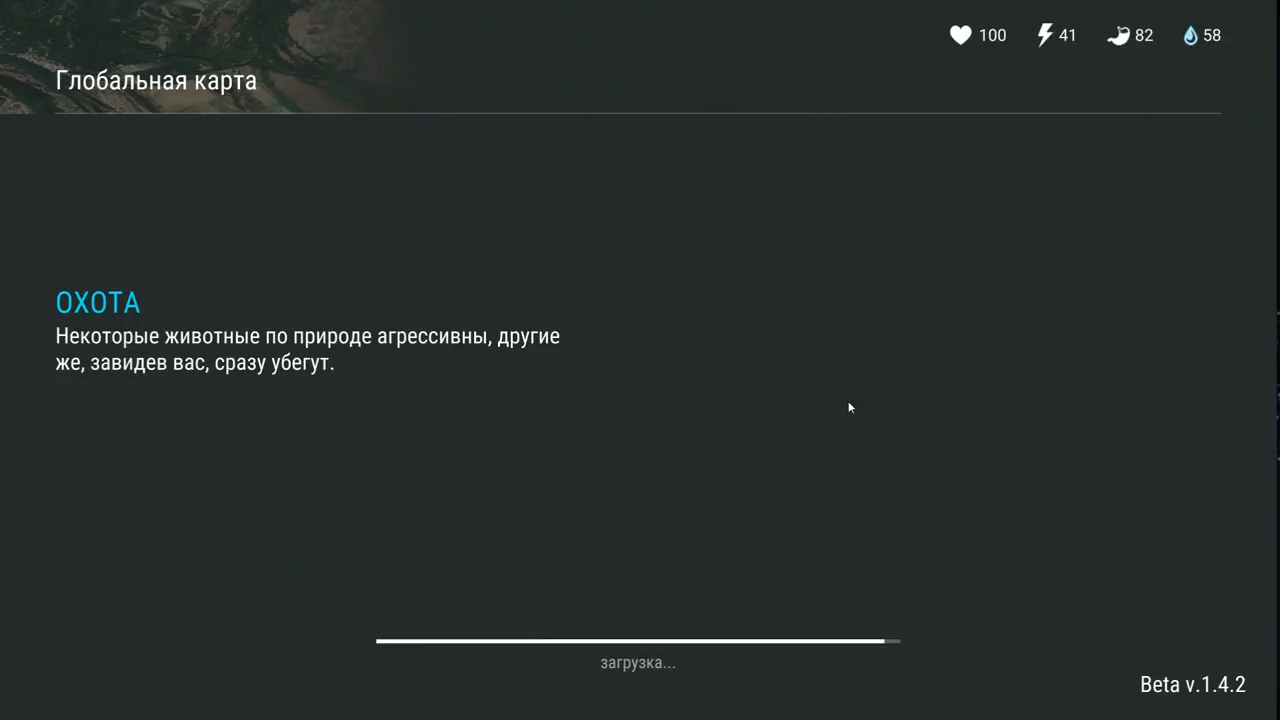 100 41 82 58
Глобальная карта
ОХОТА
Некоторые животные по природе агрессивны, другие
же, завидев вас, сразу убегут.
загрузка...
Beta v.1.4.2